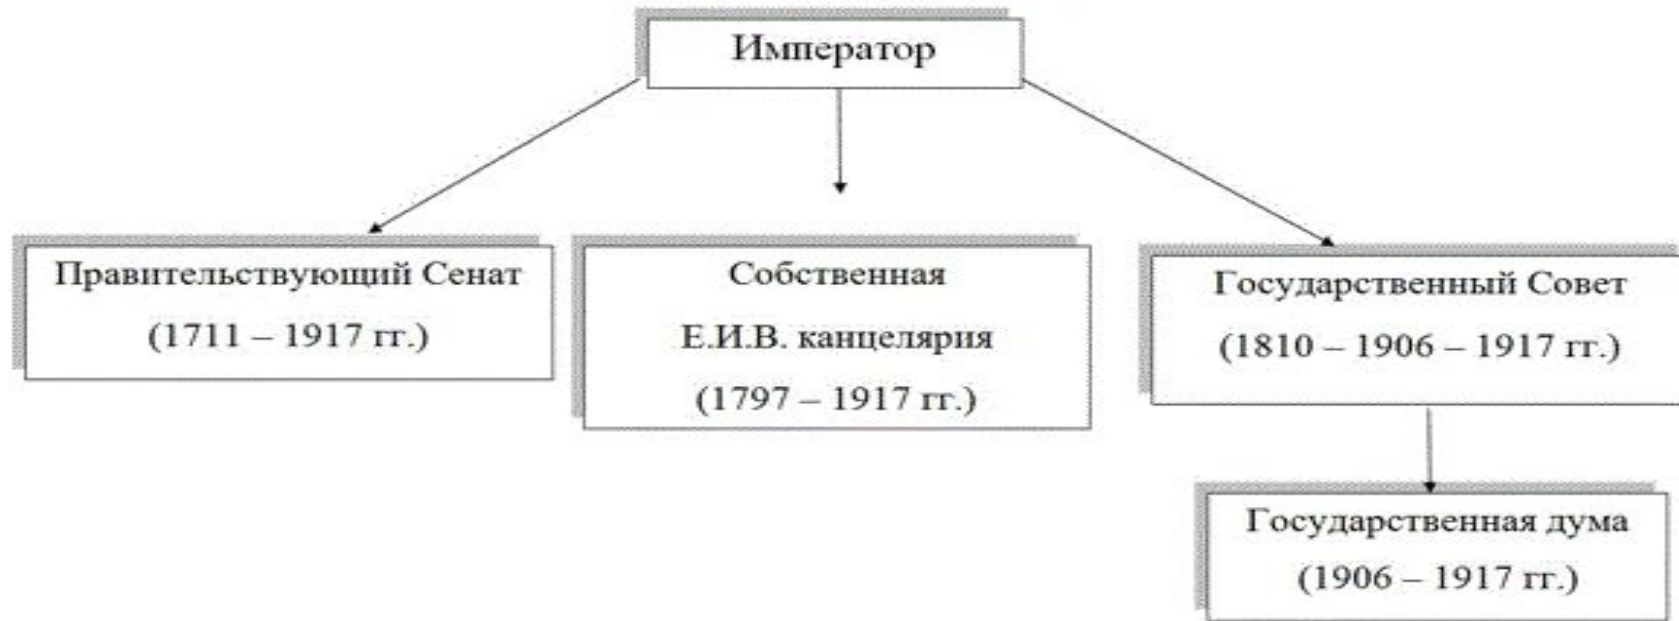 Император
Правительствующий Сенат
(1711 – 1917 гг.)
Собственная
Е.И.В. канцелярия
(1797 – 1917 гг.)
Государственный Совет
(1810 – 1906 – 1917 гг.)
Государственная дума
(1906 – 1917 гг.)